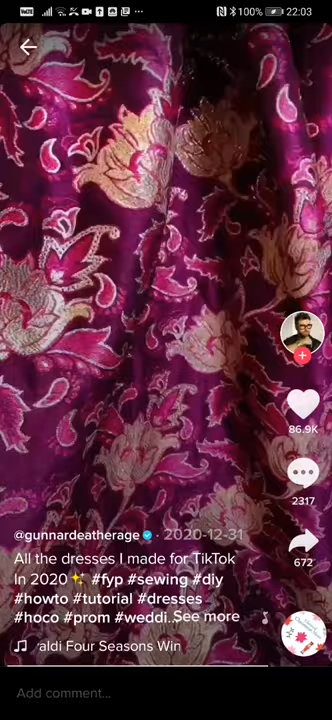 100% 22:03
86.9K
2317
672
@gunnardeatherage · 2020-12-31
All the dresses I made for TikTok
In 2020✨ #fyp #sewing #diy
#howto #tutorial #dresses
#hoco #prom #weddi...See more
aldi Four Seasons Win
Add comment...